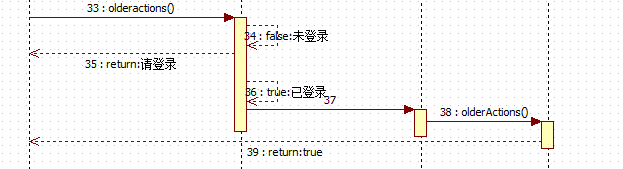 33 : olderactions()
34 : false:未登录
35 : return:请登录
36 : true:已登录
37
38 : olderActions()
39 : return:true